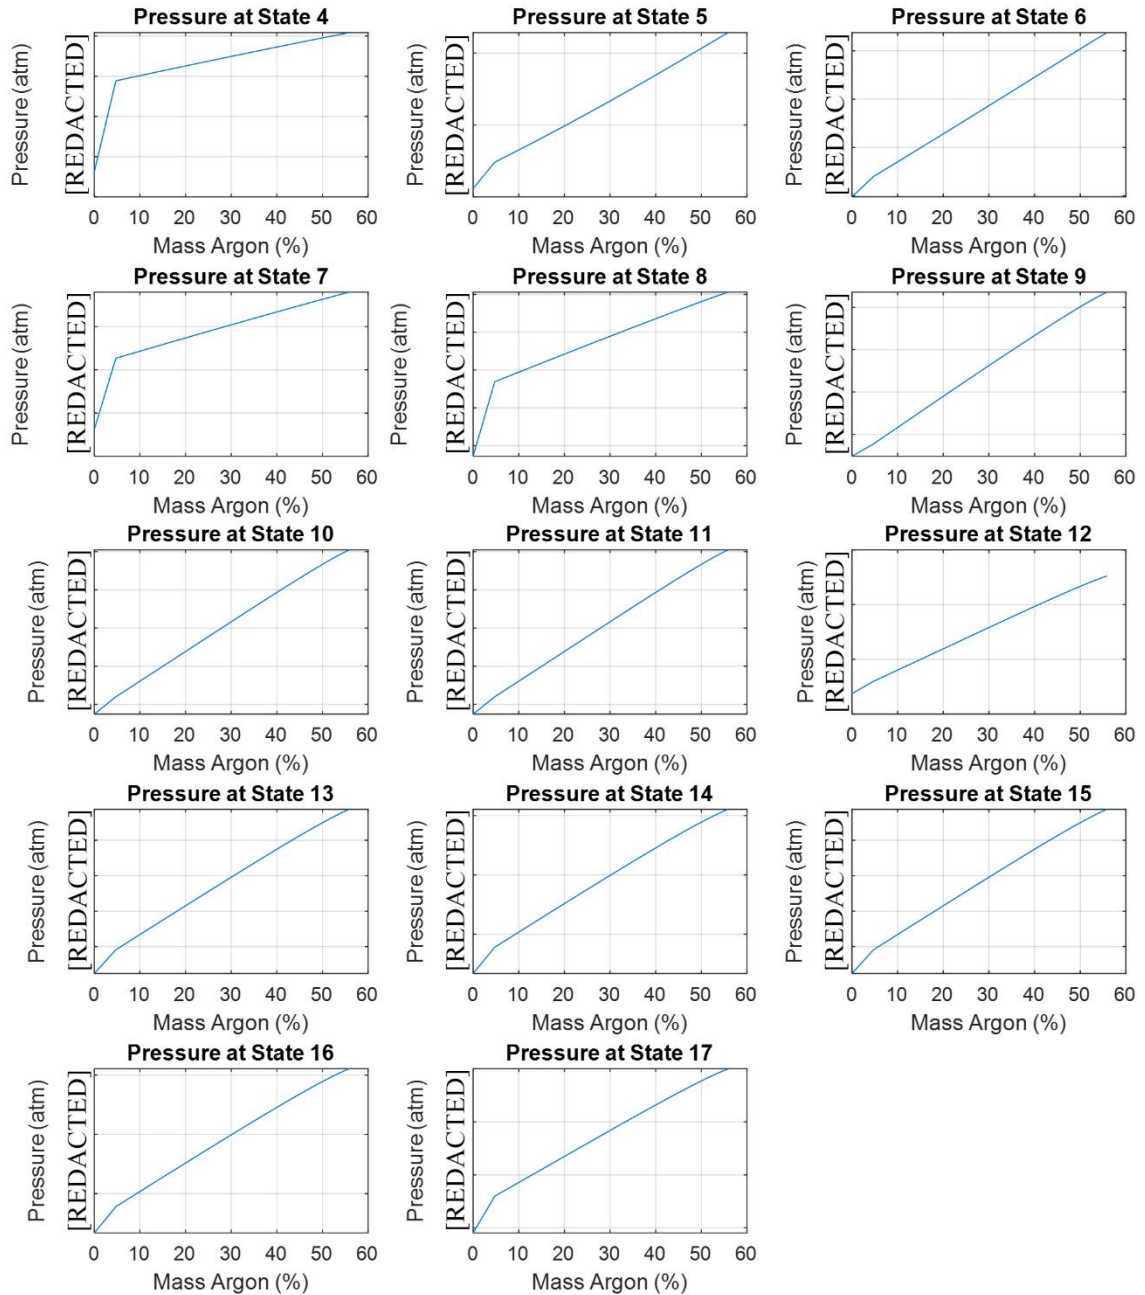 Pressure at State 4
Pressure (atm)
[REDACTED]
0 10 20 30 40 50 60
Mass Argon (%)
Pressure at State 5
Pressure (atm)
[REDACTED]
0 10 20 30 40 50 60
Mass Argon (%)
Pressure at State 6
Pressure (atm)
[REDACTED]
0 10 20 30 40 50 60
Mass Argon (%)
Pressure at State 7
Pressure (atm)
[REDACTED]
0 10 20 30 40 50 60
Mass Argon (%)
Pressure at State 8
Pressure (atm)
[REDACTED]
0 10 20 30 40 50 60
Mass Argon (%)
Pressure at State 9
Pressure (atm)
[REDACTED]
0 10 20 30 40 50 60
Mass Argon (%)
Pressure at State 10
Pressure (atm)
[REDACTED]
0 10 20 30 40 50 60
Mass Argon (%)
Pressure at State 11
Pressure (atm)
[REDACTED]
0 10 20 30 40 50 60
Mass Argon (%)
Pressure at State 12
Pressure (atm)
[REDACTED]
0 10 20 30 40 50 60
Mass Argon (%)
Pressure at State 13
Pressure (atm)
[REDACTED]
0 10 20 30 40 50 60
Mass Argon (%)
Pressure at State 14
Pressure (atm)
[REDACTED]
0 10 20 30 40 50 60
Mass Argon (%)
Pressure at State 15
Pressure (atm)
[REDACTED]
0 10 20 30 40 50 60
Mass Argon (%)
Pressure at State 16
Pressure (atm)
[REDACTED]
0 10 20 30 40 50 60
Mass Argon (%)
Pressure at State 17
Pressure (atm)
[REDACTED]
0 10 20 30 40 50 60
Mass Argon (%)